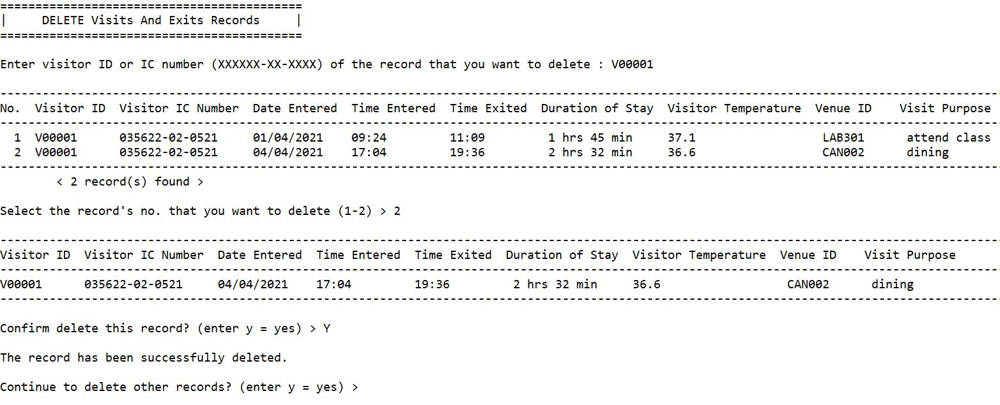 ===========================================
|     DELETE Visits And Exits Records     |
===========================================
Enter visitor ID or IC number (XXXXXX-XX-XXXX) of the record that you want to delete : V00001
----------------------------------------------------------------------------------------------------------------------------------------------
No.  Visitor ID  Visitor IC Number  Date Entered  Time Entered  Time Exited  Duration of Stay  Visitor Temperature  Venue ID    Visit Purpose
----------------------------------------------------------------------------------------------------------------------------------------------
  1  V00001      035622-02-0521     01/04/2021    09:24         11:09         1 hrs 45 min     37.1                  LAB301      attend class
  2  V00001      035622-02-0521     04/04/2021    17:04         19:36         2 hrs 32 min     36.6                  CAN002      dining
----------------------------------------------------------------------------------------------------------------------------------------------
        < 2 record(s) found >
Select the record's no. that you want to delete (1-2) > 2
----------------------------------------------------------------------------------------------------------------------------------------------
Visitor ID  Visitor IC Number  Date Entered  Time Entered  Time Exited  Duration of Stay  Visitor Temperature  Venue ID    Visit Purpose
----------------------------------------------------------------------------------------------------------------------------------------------
V00001      035622-02-0521     04/04/2021    17:04         19:36         2 hrs 32 min     36.6                  CAN002      dining
----------------------------------------------------------------------------------------------------------------------------------------------
Confirm delete this record? (enter y = yes) > Y
The record has been successfully deleted.
Continue to delete other records? (enter y = yes) >